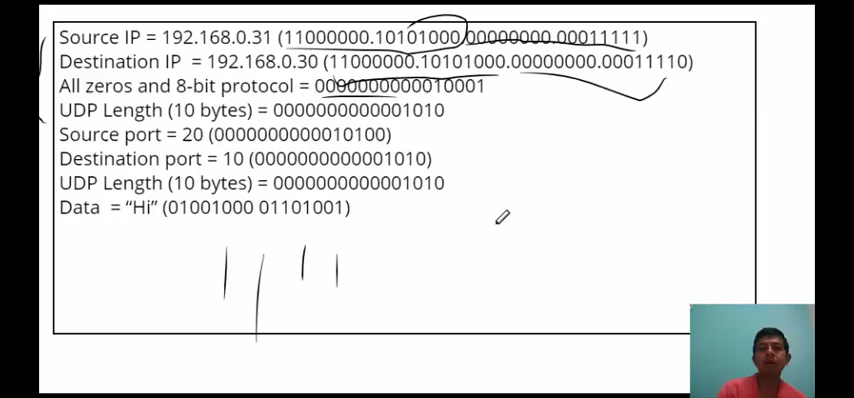 Source IP = 192.168.0.31 (11000000.10101000.00000000.00011111)
Destination IP = 192.168.0.30 (11000000.10101000.00000000.00011110)
All zeros and 8-bit protocol = 0000000000010001
UDP Length (10 bytes) = 0000000000001010
Source port = 20 (0000000000010100)
Destination port = 10 (0000000000001010)
UDP Length (10 bytes) = 0000000000001010
Data = “Hi” (01001000 01101001)